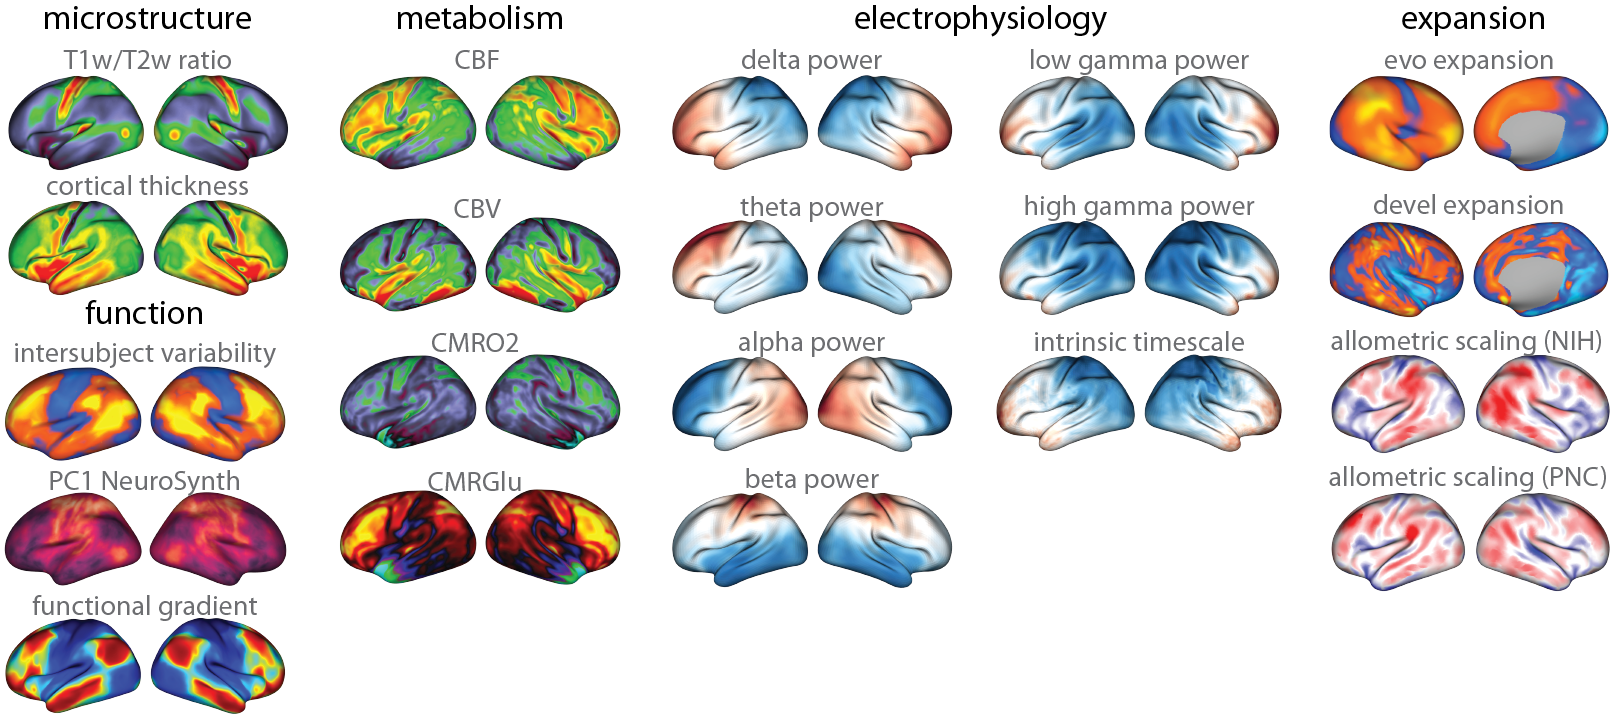 microstructure
T1w/T2w ratio
cortical thickness
function
intersubject variability
PC1 NeuroSynth
functional gradient
metabolism
CBF
CBV
CMRO2
CMRGlu
electrophysiology
delta power
theta power
alpha power
beta power
low gamma power
high gamma power
intrinsic timescale
expansion
evo expansion
devel expansion
allometric scaling (NIH)
allometric scaling (PNC)